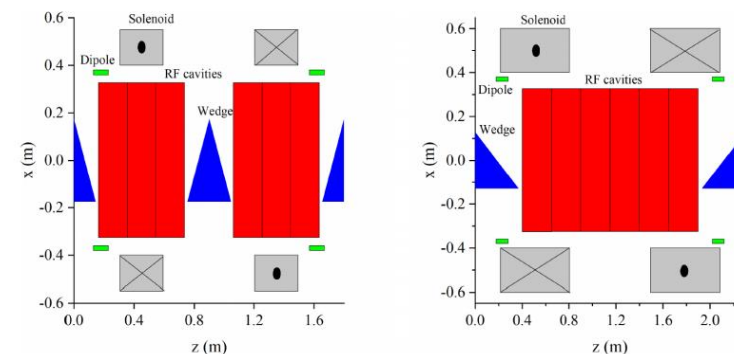 Solenoid
Dipole
RF cavities
Wedge
x (m)
0.6
0.4
0.2
0.0
-0.2
-0.4
-0.6
0.0 0.4 0.8 1.2 1.6
z (m)
Solenoid
RF cavities
Dipole
Wedge
x (m)
0.6
0.4
0.2
0.0
-0.2
-0.4
-0.6
0.0 0.4 0.8 1.2 1.6 2.0
z (m)